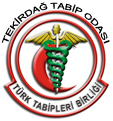 TEKİRDAĞ TABİP ODASI
TÜRK TABİPLERİ BİRLİĞİ